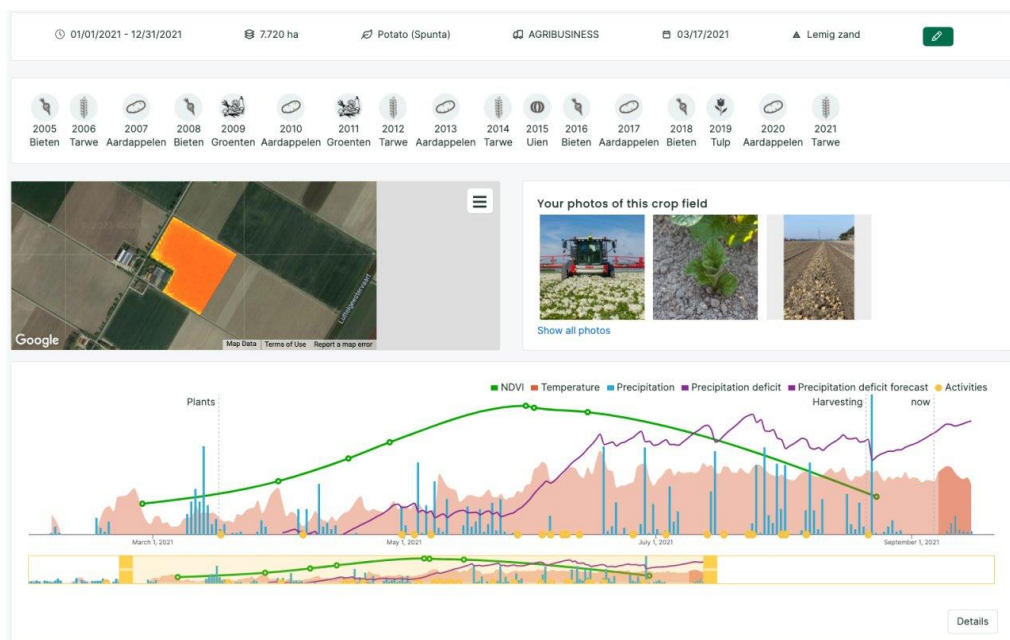 01/01/2021 - 12/31/2021 7.720 ha Potato (Spunta) AGRIBUSINESS 03/17/2021 Lemig zand
2005 2006 2007 2008 2009 2010 2011 2012 2013 2014 2015 2016 2017 2018 2019 2020 2021
Bieten Tarwe Aardappelen Bieten Groenten Aardappelen Groenten Tarwe Aardappelen Tarwe Uien Bieten Aardappelen Bieten Tulp Aardappelen Tarwe
Google
Map Data Terms of Use Report a map error
Your photos of this crop field
Show all photos
NDVI Temperature Precipitation Precipitation deficit Precipitation deficit forecast Activities
Plants Harvesting now
March 1, 2021 May 1, 2021 July 1, 2021 September 1, 2021
Details